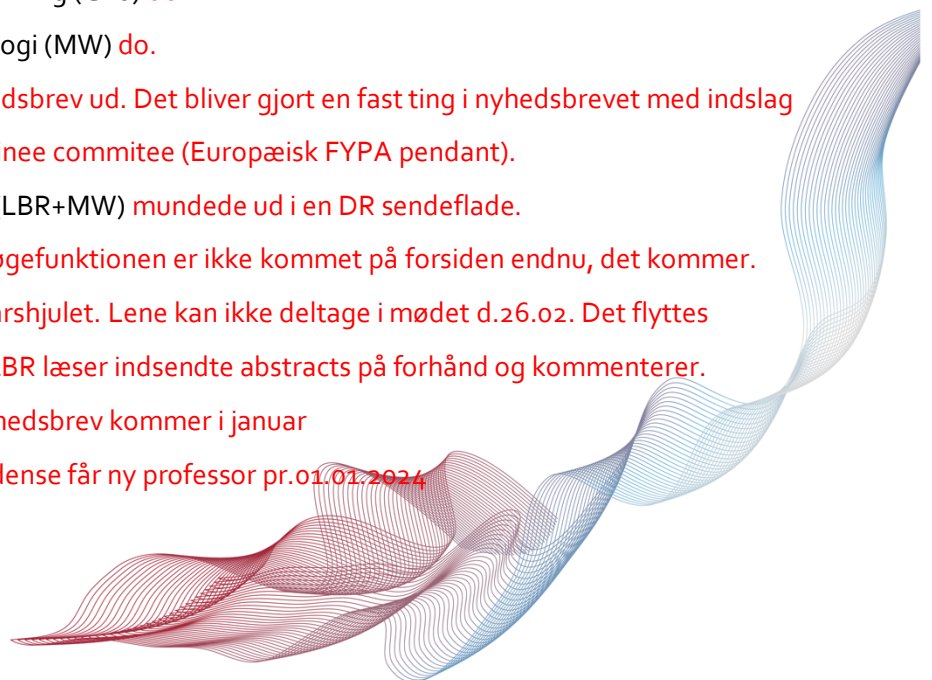 ogi (MW) do.
dsbrev ud. Det bliver gjort en fast ting i nyhedsbrevet med indslag
nee commitee (Europæisk FYPA pendant).
LBR+MW) mundede ud i en DR sendeflade.
øgefunktionen er ikke kommet på forsiden endnu, det kommer.
rshjulet. Lene kan ikke deltage i mødet d.26.02. Det flyttes
BR læser indsendte abstracts på forhånd og kommenterer.
hedsbrev kommer i januar
dense får ny professor pr.01.01.2024